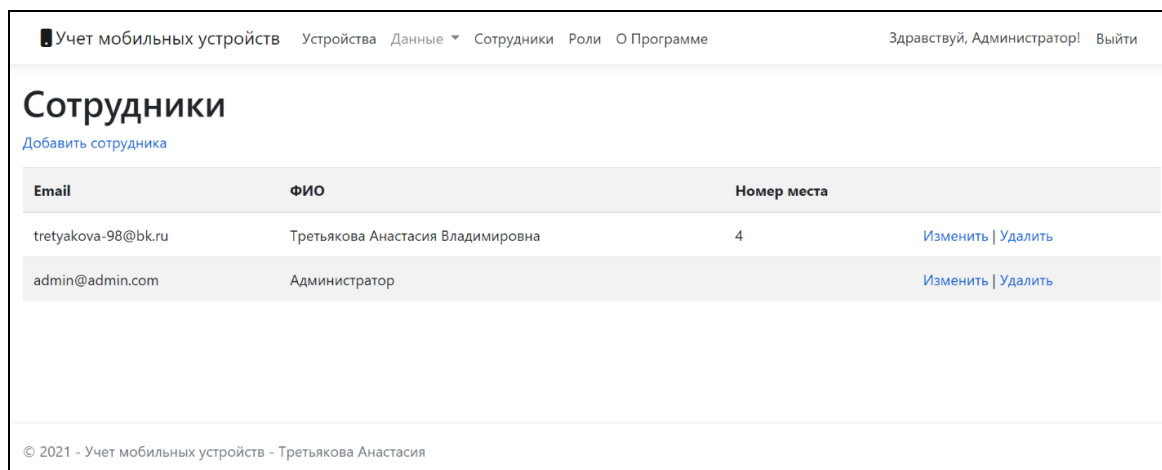 Учет мобильных устройств Устройства Данные Сотрудники Роли О Программе Здравствуй, Администратор! Выйти
Сотрудники
Добавить сотрудника
Email ФИО Номер места
tretyakova-98@bk.ru Третьякова Анастасия Владимировна 4 Изменить | Удалить
admin@admin.com Администратор Изменить | Удалить
© 2021 - Учет мобильных устройств - Третьякова Анастасия